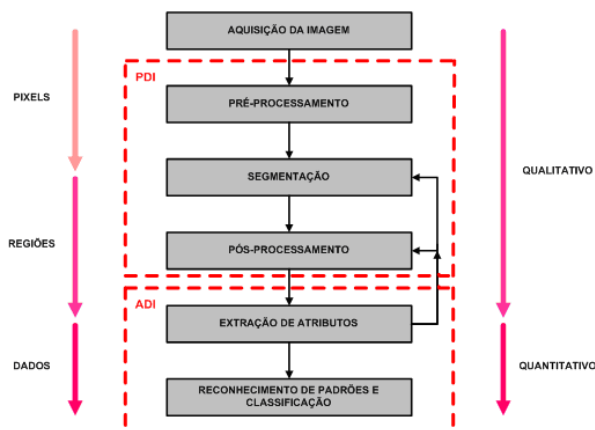 AQUISIÇÃO DA IMAGEM
PDI
PIXELS
PRÉ-PROCESSAMENTO
SEGMENTAÇÃO
QUALITATIVO
REGIÕES
PÓS-PROCESSAMENTO
ADI
EXTRAÇÃO DE ATRIBUTOS
DADOS
QUANTITATIVO
RECONHECIMENTO DE PADRÕES E
CLASSIFICAÇÃO